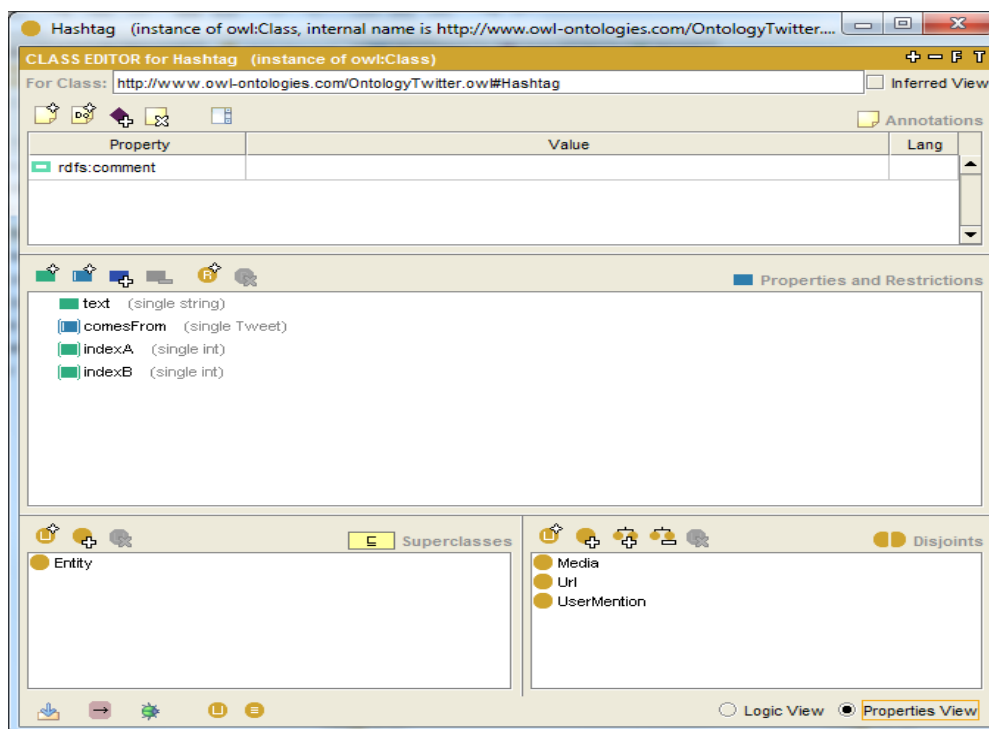 Hashtag (instance of owl:Class, internal name is http://www.owl-ontologies.com/OntologyTwitter....
CLASS EDITOR for Hashtag (instance of owl:Class)
F T
For Class: http://www.owl-ontologies.com/OntologyTwitter.owl#Hashtag
Inferred View
Annotations
Property Value Lang
rdfs:comment
Properties and Restrictions
text (single string)
comesFrom (single Tweet)
indexA (single int)
indexB (single int)
Superclasses
Entity
Disjoints
Media
Url
UserMention
Logic View Properties View